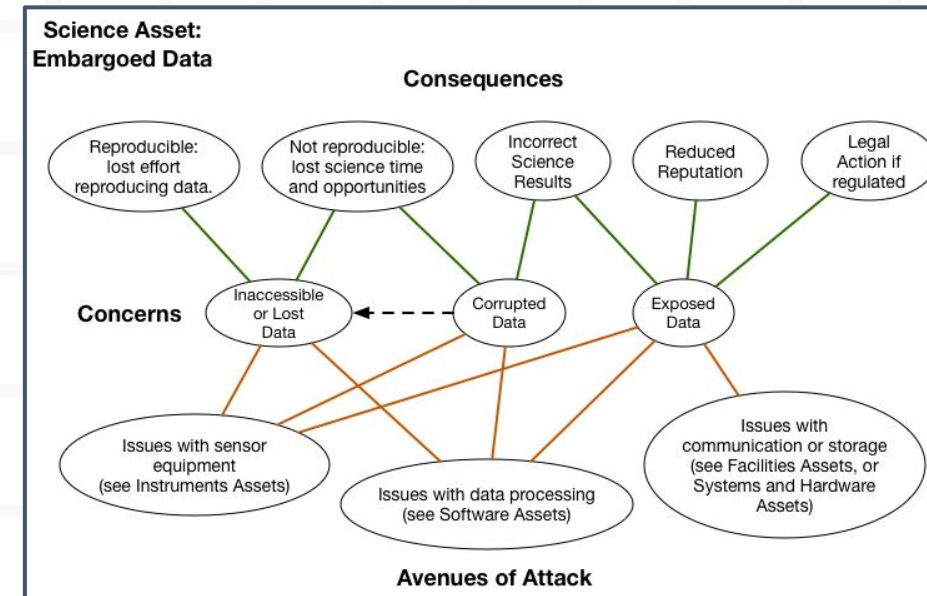 Science Asset:
Embargoed Data
Consequences
Reproducible:
lost effort
reproducing data.
Not reproducible:
lost science time
and opportunities
Incorrect
Science
Results
Reduced
Reputation
Legal
Action if
regulated
Concerns
Inaccessible
or Lost
Data
Corrupted
Data
Exposed
Data
Issues with sensor
equipment
(see Instruments Assets)
Issues with data processing
(see Software Assets)
Issues with
communication or storage
(see Facilities Assets, or
Systems and Hardware
Assets)
Avenues of Attack